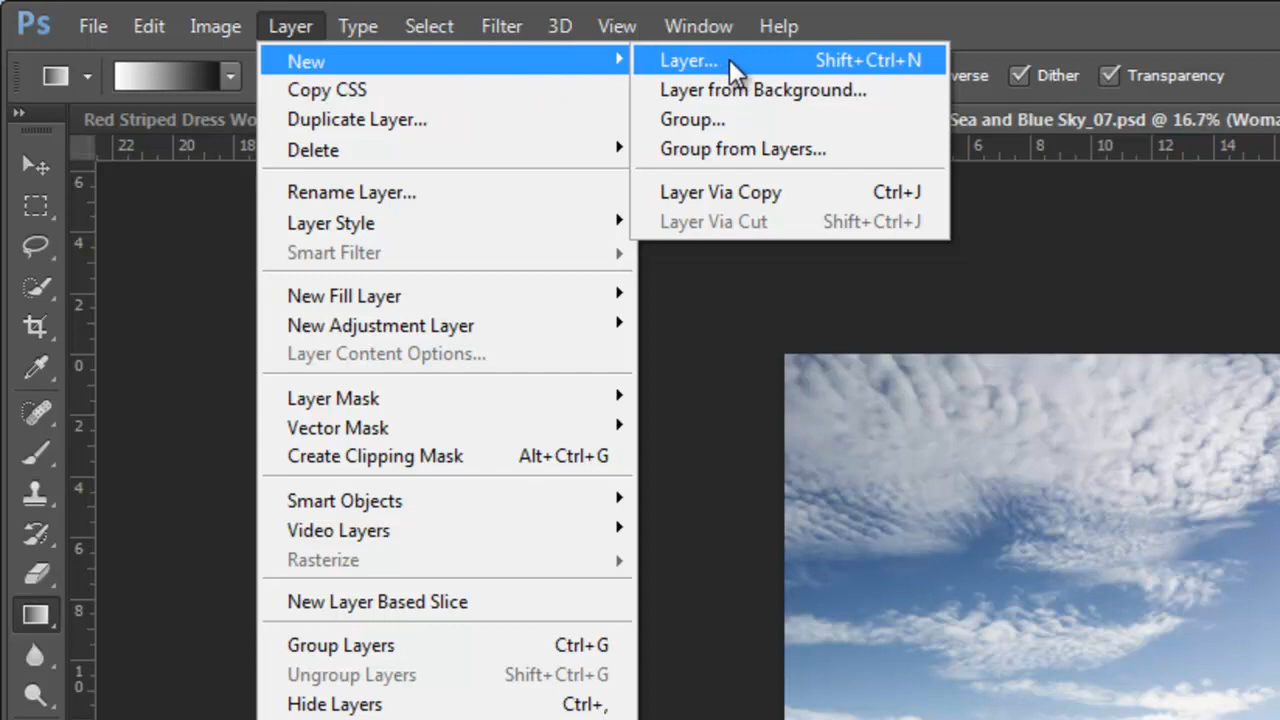 Ps File Edit Image Layer Type Select Filter 3D View Window Help
New
Layer... Shift+Ctrl+N
verse Dither Transparency
Copy CSS
Layer from Background...
Duplicate Layer...
Group...
Red Striped Dress Wo
Sea and Blue Sky_07.psd @ 16.7% (Woma
Delete
Group from Layers...
22 20 18 6 8 10 12 14
Rename Layer...
Layer Via Copy Ctrl+J
Layer Style
Layer Via Cut Shift+Ctrl+J
Smart Filter
New Fill Layer
New Adjustment Layer
Layer Content Options...
Layer Mask
Vector Mask
Create Clipping Mask Alt+Ctrl+G
Smart Objects
Video Layers
Rasterize
New Layer Based Slice
Group Layers Ctrl+G
Ungroup Layers Shift+Ctrl+G
Hide Layers Ctrl+,
6
4
2
0
2
4
6
8
1
0